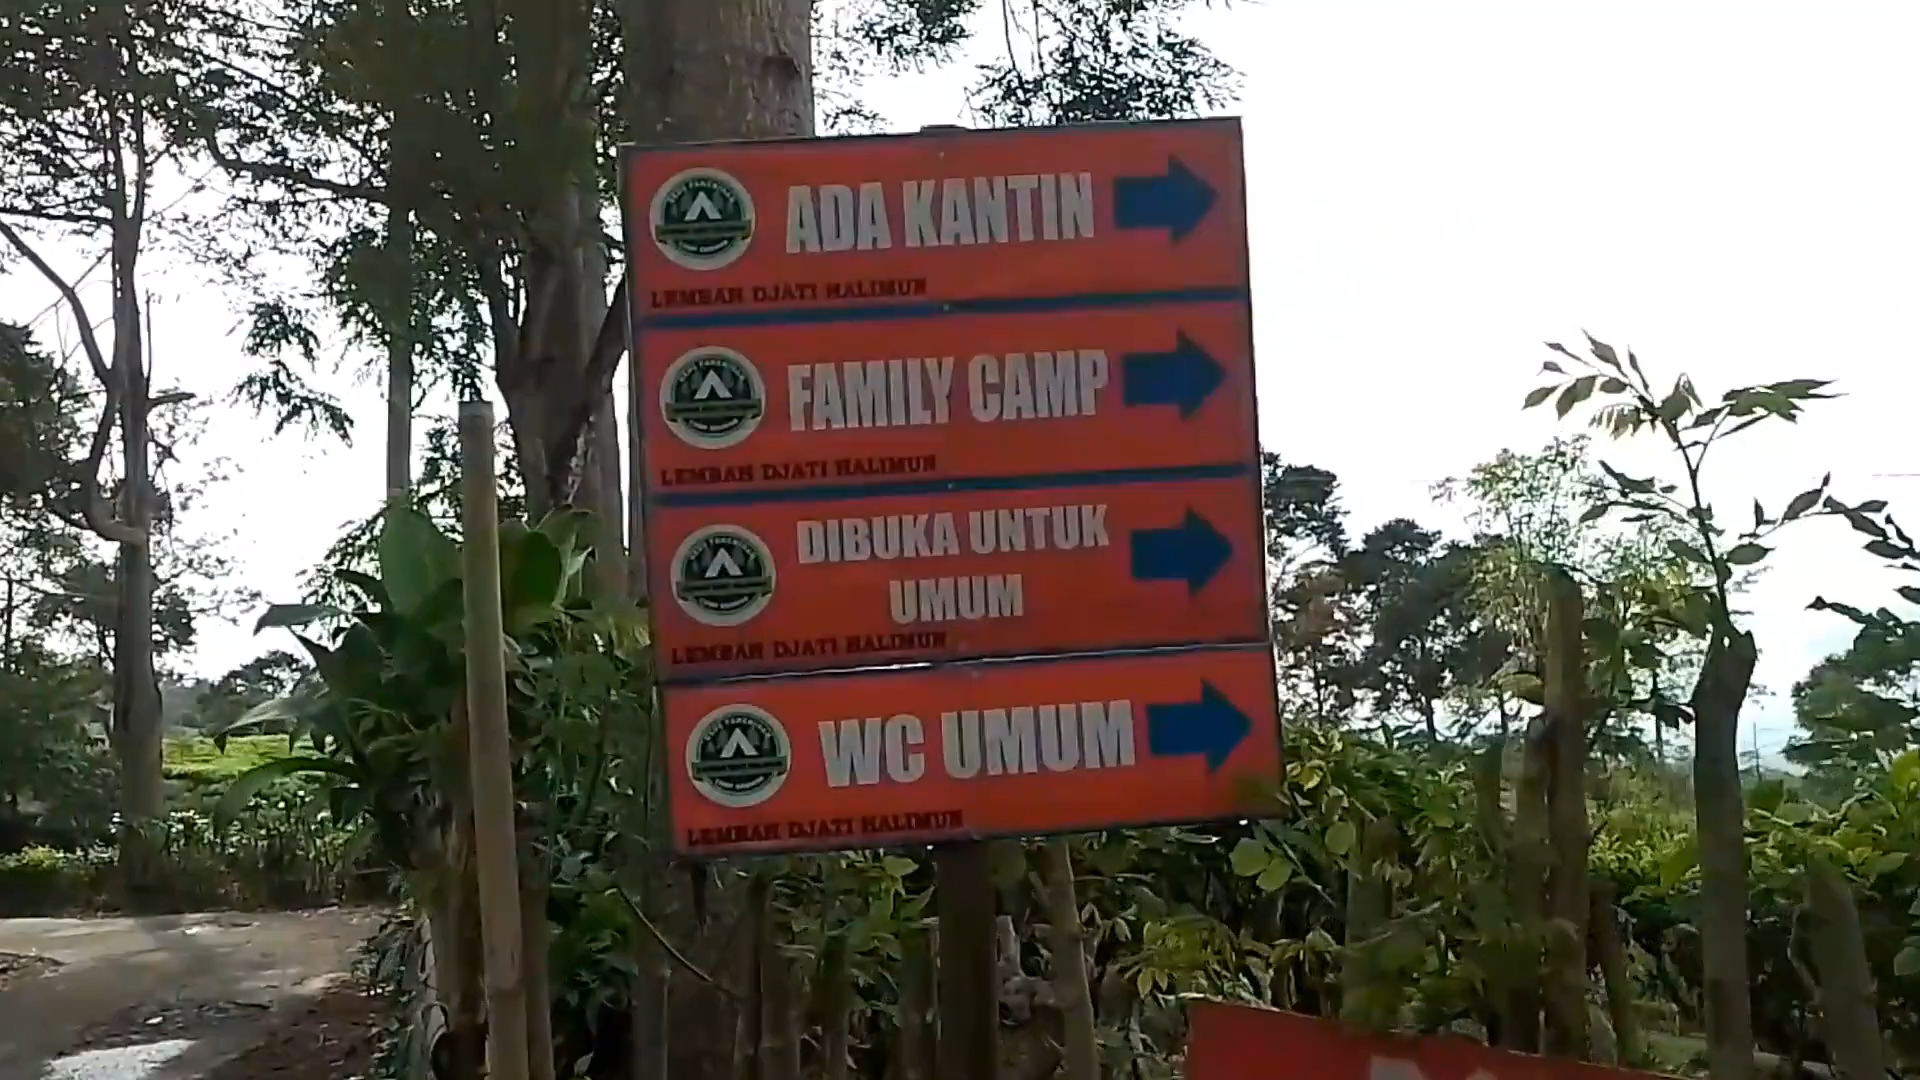 ADA KANTIN
LEMBAH DJATI HALIMUN
FAMILY CAMP
LEMBAH DJATI HALIMUN
DIBUKA UNTUK
UMUM
LEMBAH DJATI HALIMUN
WC UMUM
LEMBAH DJATI HALIMUN